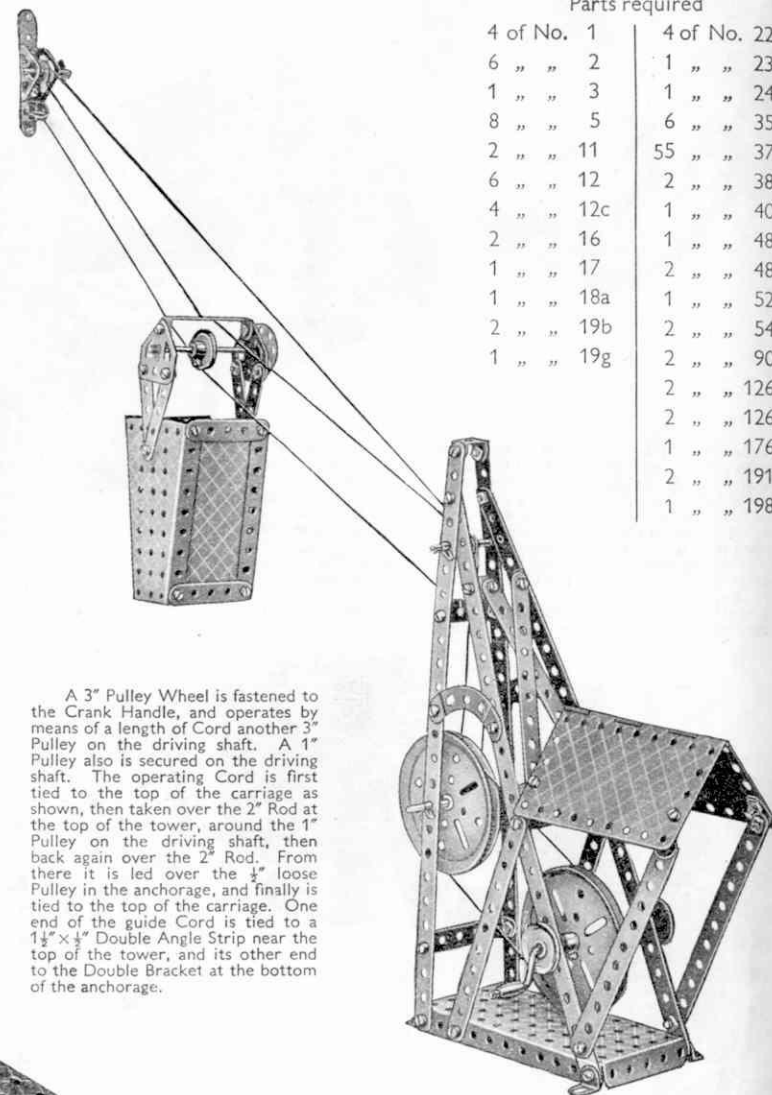 Parts required
4 of No. 1
6 „ „ 2
1 „ „ 3
8 „ „ 5
2 „ „ 11
6 „ „ 12
4 „ „ 12c
2 „ „ 16
1 „ „ 17
1 „ „ 18a
2 „ „ 19b
1 „ „ 19g
4 of No. 22
1 „ „ 23
1 „ „ 24
6 „ „ 35
55 „ „ 37
2 „ „ 38
1 „ „ 40
1 „ „ 48
2 „ „ 48
1 „ „ 52
2 „ „ 54
2 „ „ 90
2 „ „ 126
2 „ „ 126
1 „ „ 176
2 „ „ 191
1 „ „ 198
A 3″ Pulley Wheel is fastened to
the Crank Handle, and operates by
means of a length of Cord another 3″
Pulley on the driving shaft. A 1″
Pulley also is secured on the driving
shaft. The operating Cord is first
tied to the top of the carriage as
shown, then taken over the 2″ Rod at
the top of the tower, around the 1″
Pulley on the driving shaft, then
back again over the 2″ Rod. From
there it is led over the ½″ loose
Pulley in the anchorage, and finally is
tied to the top of the carriage. One
end of the guide Cord is tied to a
1½″×½″ Double Angle Strip near the
top of the tower, and its other end
to the Double Bracket at the bottom
of the anchorage.